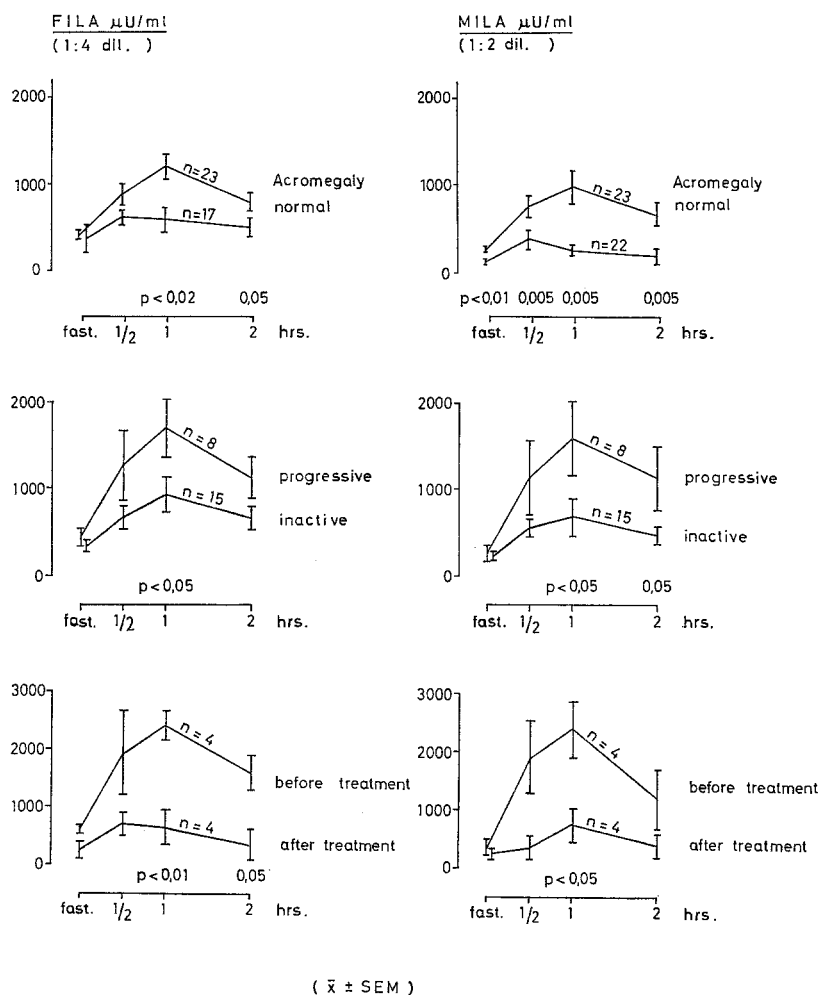 FILA μU/ml
(1:4 dil. )
2000
1000
0
n=23
n=17
Acromegaly
normal
p<0,02 0,05
fast. 1/2 1 2 hrs.
MILA μU/ml
(1:2 dil. )
2000
1000
0
n=23
n=22
Acromegaly
normal
p<0,01 0,005 0,005 0,005
fast. 1/2 1 2 hrs.
2000
1000
0
n=8
n=15
progressive
inactive
p<0,05
fast. 1/2 1 2 hrs.
2000
1000
0
n=8
n=15
progressive
inactive
p<0,05 0,05
fast. 1/2 1 2 hrs.
3000
2000
1000
0
n=4
n=4
before treatment
after treatment
p<0,01 0,05
fast. 1/2 1 2 hrs.
3000
2000
1000
0
n=4
n=4
before treatment
after treatment
p<0,05
fast. 1/2 1 2 hrs.
( x̄ ± SEM )